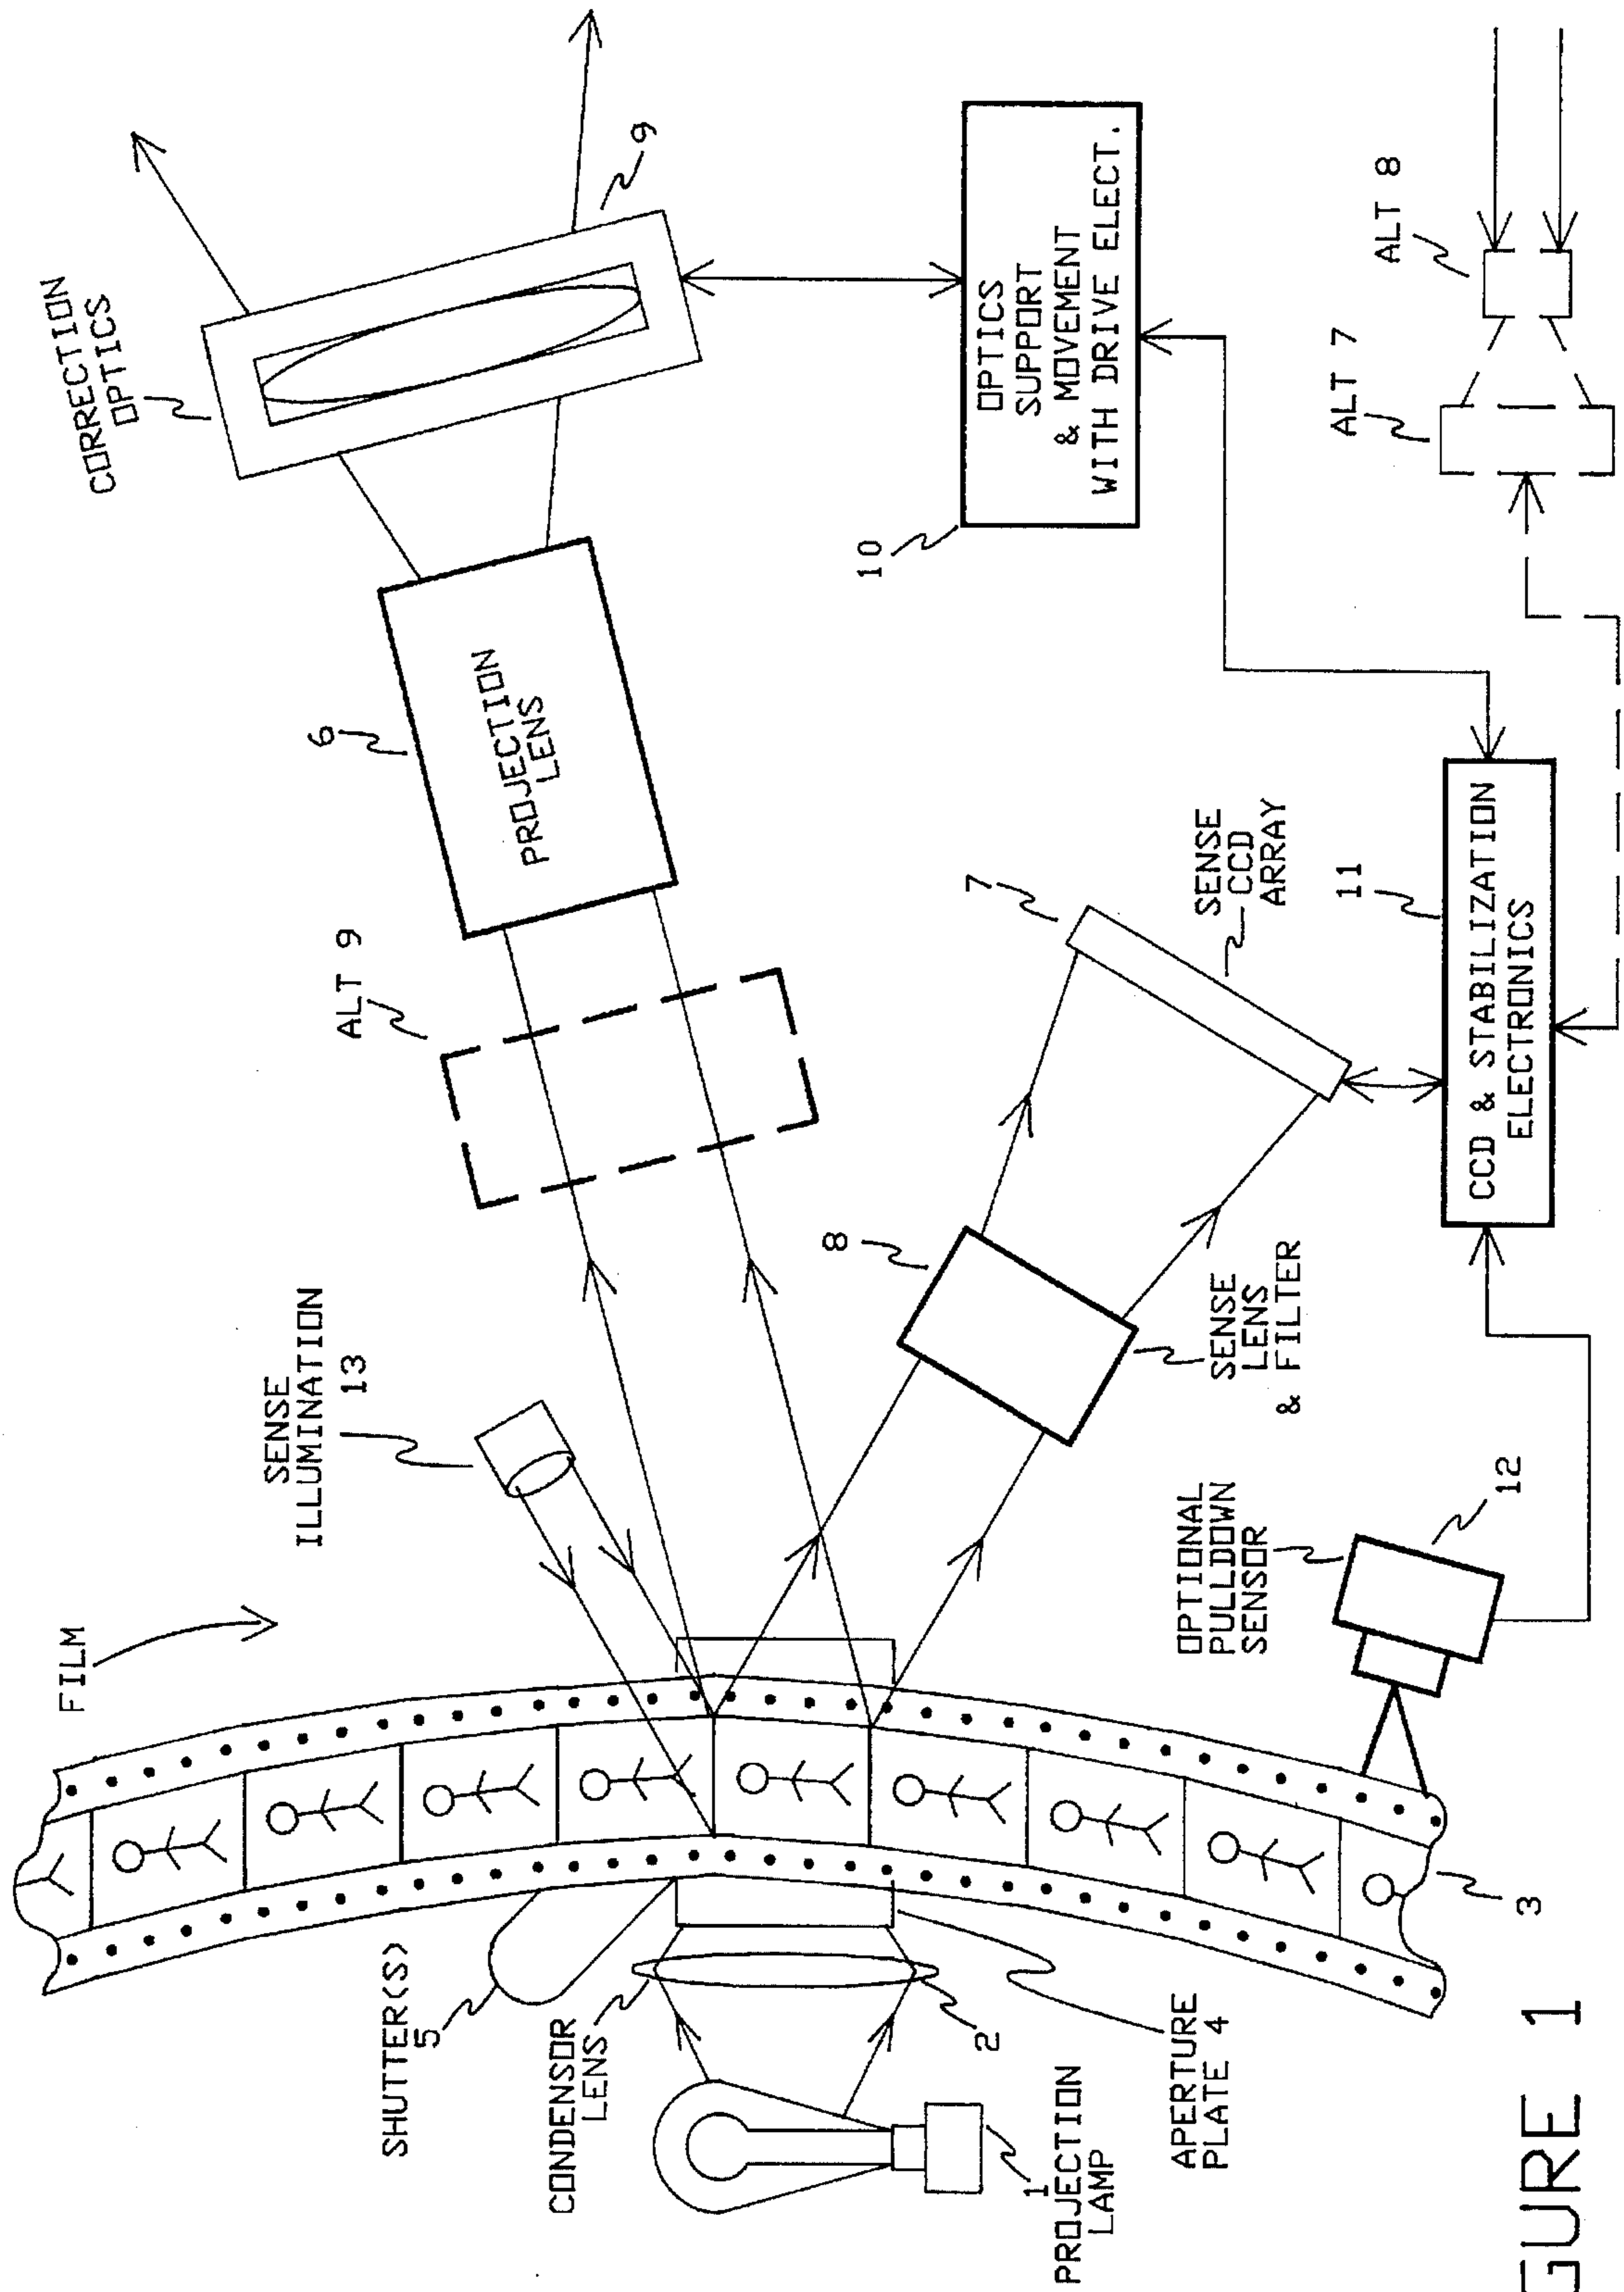 CORRECTION
OPTICS
9
6
PROJECTION
LENS
ALT 9
SENSE
ILLUMINATION
13
FILM
SHUTTER(S)
5
CONDENSOR
LENS
2
1
PROJECTION
LAMP
APERTURE
PLATE 4
3
OPTIONAL
PULLDOWN
SENSOR
12
8
SENSE
LENS
& FILTER
7
SENSE
CCD
ARRAY
10
OPTICS
SUPPORT
& MOVEMENT
WITH DRIVE ELECT.
11
CCD & STABILIZATION
ELECTRONICS
ALT 7
ALT 8
GURE 1